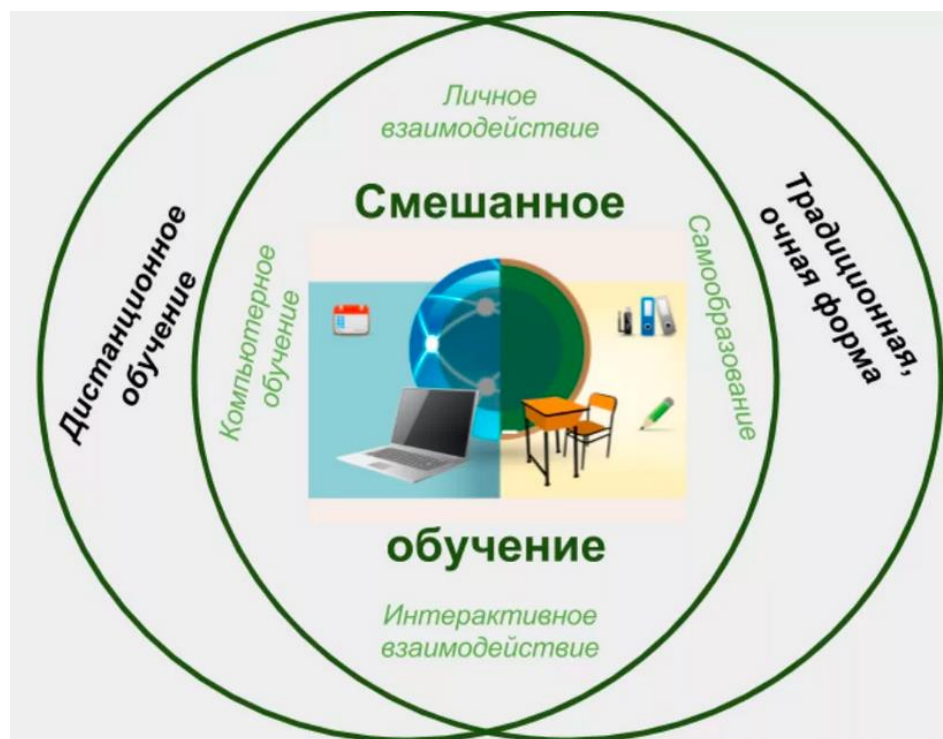 Личное
взаимодействие
Смешанное
Дистанционное
обучение
Компьютерное
обучение
Самообразование
Традиционная,
очная форма
обучение
Интерактивное
взаимодействие